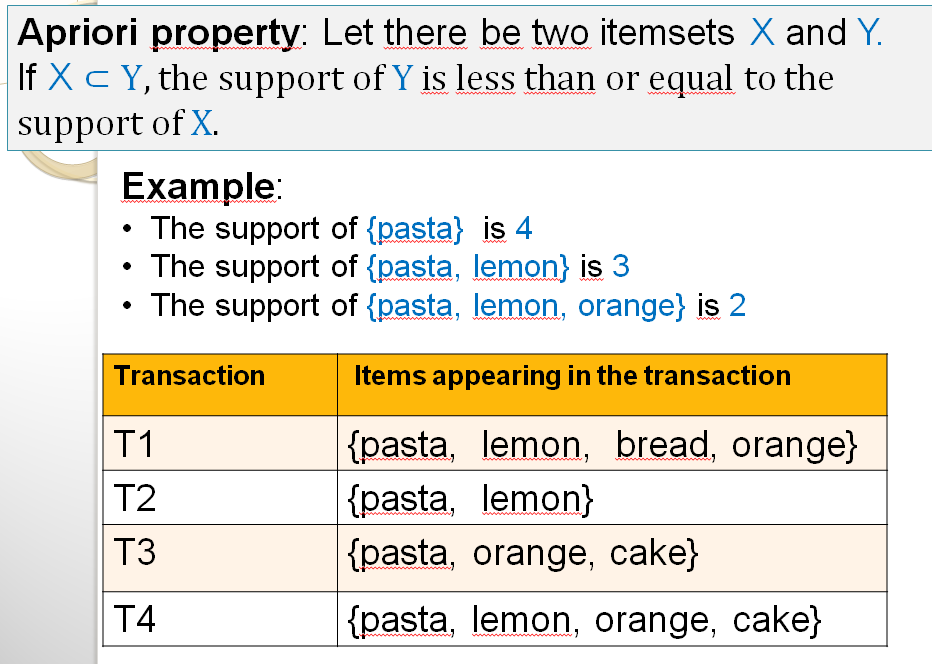 Apriori property: Let there be two itemsets X and Y.
If X ⊂ Y, the support of Y is less than or equal to the
support of X.
Example:
• The support of {pasta} is 4
• The support of {pasta, lemon} is 3
• The support of {pasta, lemon, orange} is 2
Transaction Items appearing in the transaction
T1 {pasta, lemon, bread, orange}
T2 {pasta, lemon}
T3 {pasta, orange, cake}
T4 {pasta, lemon, orange, cake}